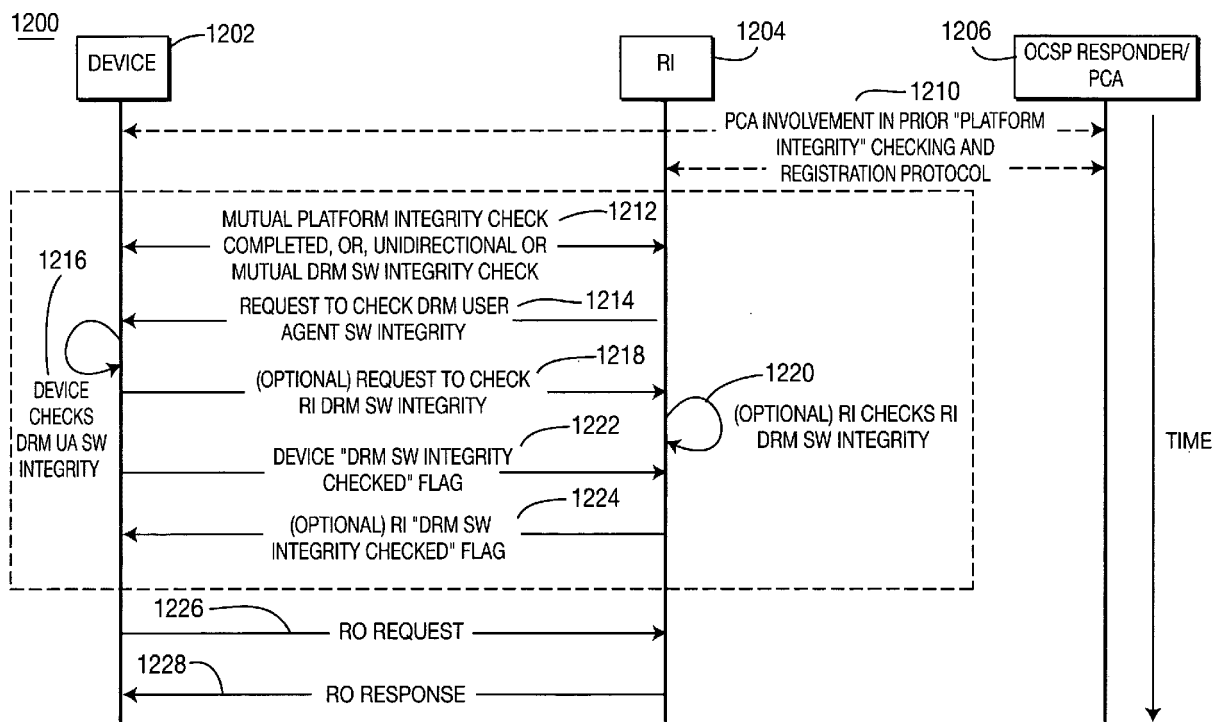 1200
1202
1204
1206
DEVICE
RI
OCSP RESPONDER/
PCA
1210
PCA INVOLVEMENT IN PRIOR "PLATFORM
INTEGRITY" CHECKING AND
REGISTRATION PROTOCOL
MUTUAL PLATFORM INTEGRITY CHECK
1212
COMPLETED, OR, UNIDIRECTIONAL OR
MUTUAL DRM SW INTEGRITY CHECK
1216
REQUEST TO CHECK DRM USER
1214
AGENT SW INTEGRITY
DEVICE
CHECKS
DRM UA SW
INTEGRITY
1218
(OPTIONAL) REQUEST TO CHECK
RI DRM SW INTEGRITY
1220
(OPTIONAL) RI CHECKS RI
DRM SW INTEGRITY
1222
DEVICE "DRM SW INTEGRITY
CHECKED" FLAG
1224
(OPTIONAL) RI "DRM SW
INTEGRITY CHECKED" FLAG
TIME
1226
RO REQUEST
1228
RO RESPONSE